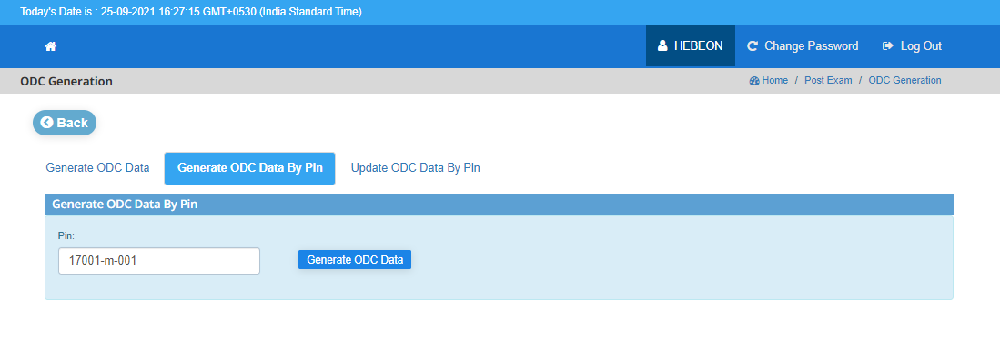 Today's Date is : 25-09-2021 16:27:15 GMT+0530 (India Standard Time)
HEBEON Change Password Log Out
ODC Generation Home / Post Exam / ODC Generation
Back
Generate ODC Data Generate ODC Data By Pin Update ODC Data By Pin
Generate ODC Data By Pin
Pin:
17001-m-001 Generate ODC Data